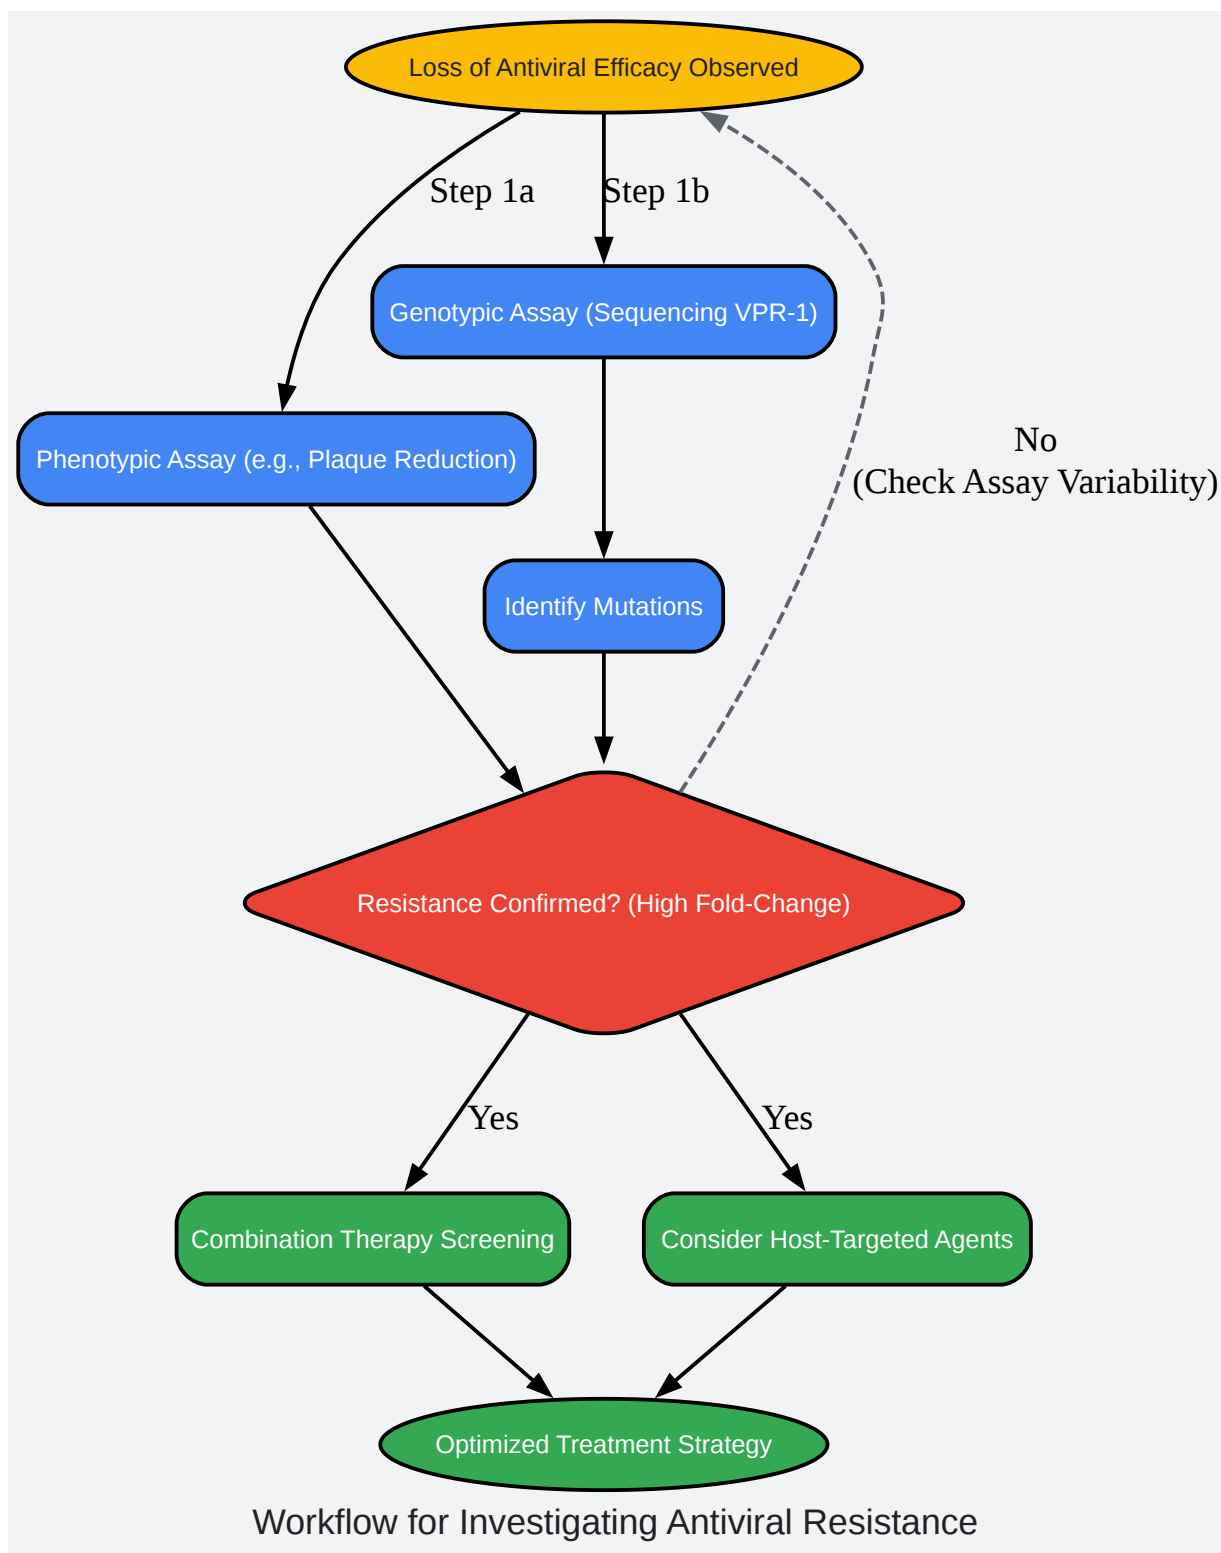 Loss of Antiviral Efficacy Observed
Step 1a
Step 1b
Genotypic Assay (Sequencing VPR-1)
Phenotypic Assay (e.g., Plaque Reduction)
No
(Check Assay Variability)
Identify Mutations
Resistance Confirmed? (High Fold-Change)
Yes
Yes
Combination Therapy Screening
Consider Host-Targeted Agents
Optimized Treatment Strategy
Workflow for Investigating Antiviral Resistance